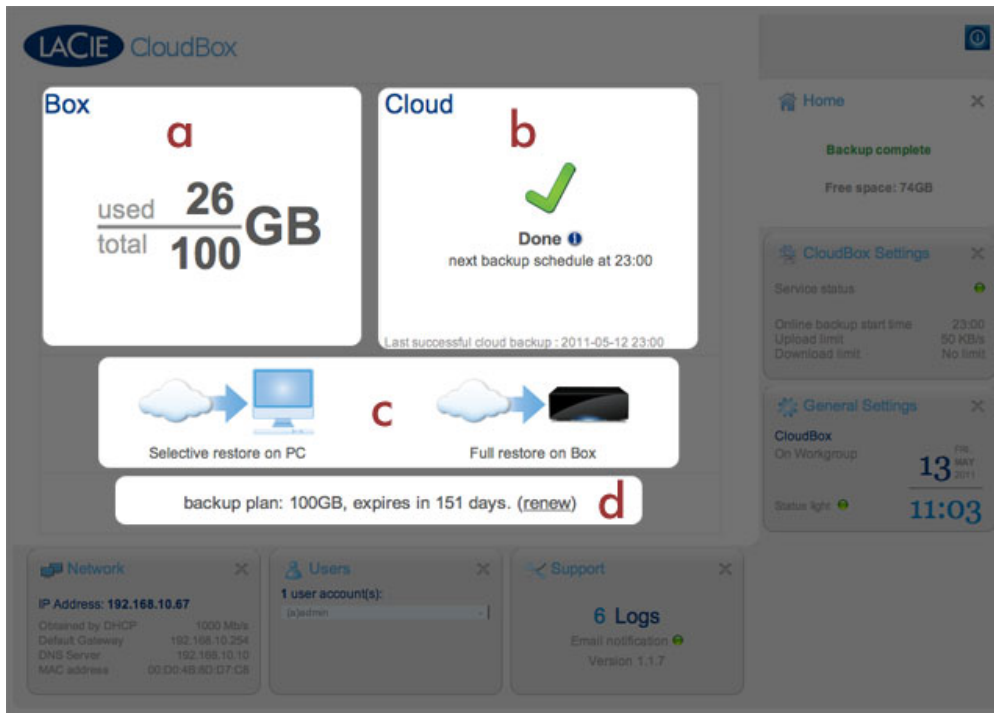 LACIE CloudBox
Box
a
used 26
total 100
GB
Cloud
b
Done
next backup schedule at 23:00
Last successful cloud backup : 2011-05-12 23:00
c
Selective restore on PC
Full restore on Box
backup plan: 100GB, expires in 151 days. (renew)
d
Home
Backup complete
Free space: 74GB
CloudBox Settings
Service status
Online backup start time 23:00
Upload limit 50 KB/s
Download limit No limit
General Settings
CloudBox
On Workgroup
13 FRI. MAY 2011
Status light
11:03
Network
IP Address: 192.168.10.67
Obtained by DHCP 1000 Mb/s
Default Gateway 192.168.10.254
DNS Server 192.168.10.10
MAC address 00:D0:4B:8D:D7:C8
Users
1 user account(s):
(a)admin
Support
6 Logs
Email notification
Version 1.1.7